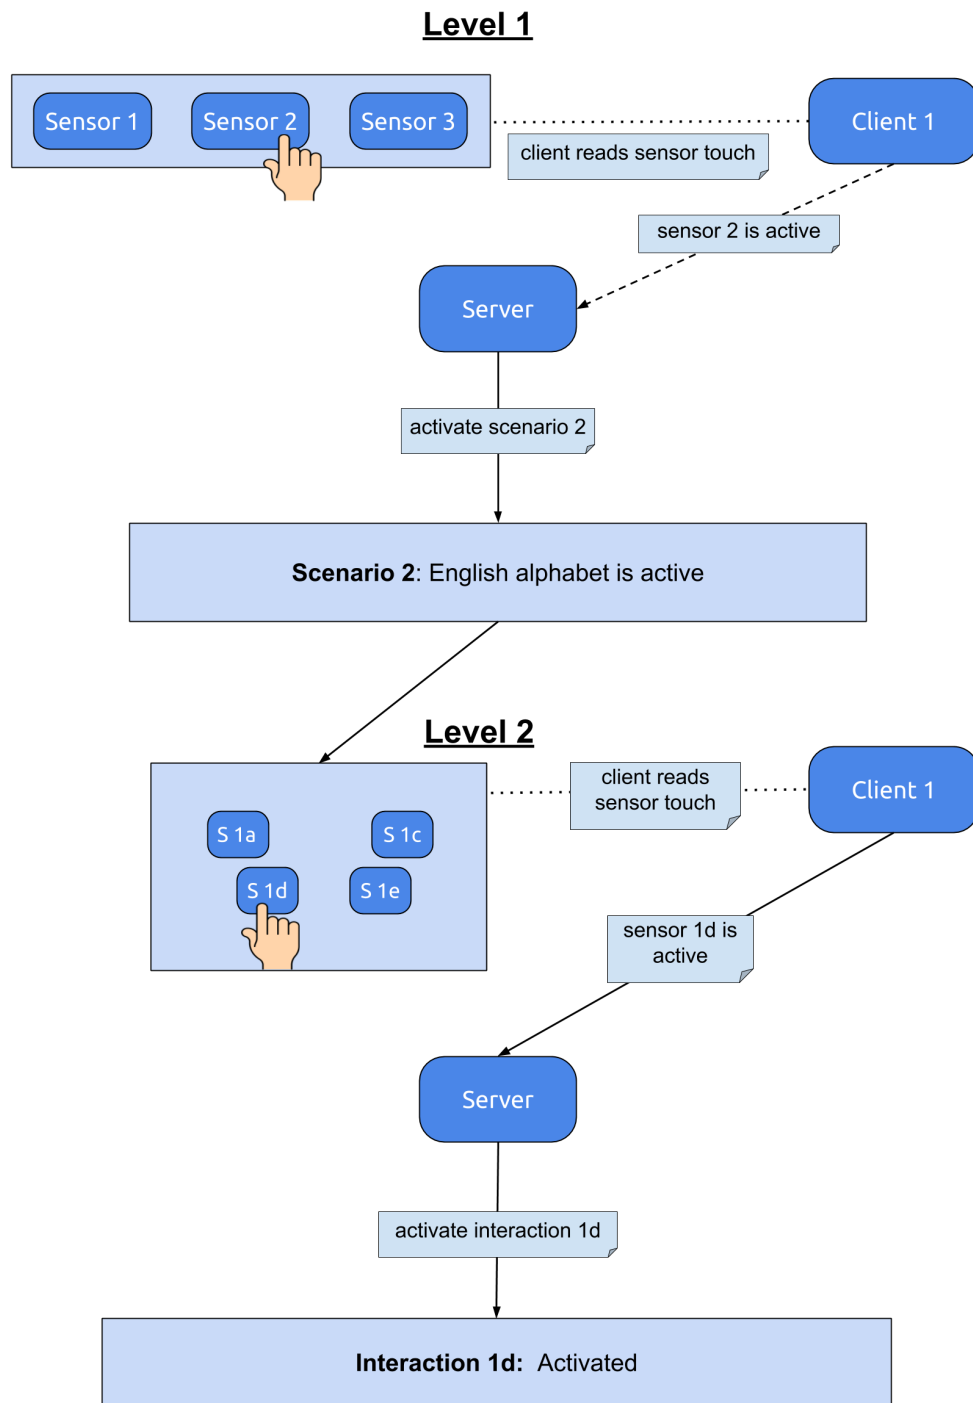 Level 1
Sensor 1
Sensor 2
Sensor 3
Client 1
client reads sensor touch
sensor 2 is active
Server
activate scenario 2
Scenario 2: English alphabet is active
Level 2
client reads
sensor touch
Client 1
S 1a
S 1c
S 1d
S 1e
sensor 1d is
active
Server
activate interaction 1d
Interaction 1d: Activated